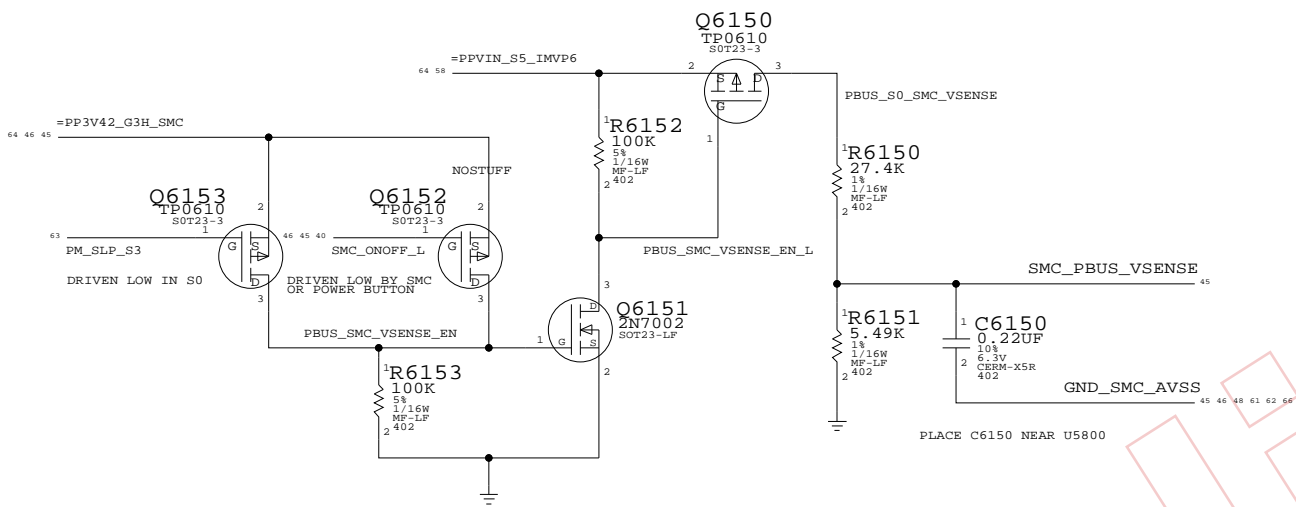 Q6150
TP0610
SOT23-3
=PPVIN_S5_IMVP6
64 58
2
S
D
3
G
1
PBUS_S0_SMC_VSENSE
=PP3V42_G3H_SMC
64 46 45
1
R6152
100K
5%
1/16W
MF-LF
2
402
1
R6150
27.4K
1%
1/16W
MF-LF
2
402
NOSTUFF
Q6153
TP0610
SOT23-3
2
1
63
G
S
PM_SLP_S3
D
DRIVEN LOW IN S0
3
Q6152
TP0610
SOT23-3
2
46 45 40
1
G
S
SMC_ONOFF_L
D
DRIVEN LOW BY SMC
OR POWER BUTTON
3
PBUS_SMC_VSENSE_EN_L
SMC_PBUS_VSENSE
45
3
Q6151
2N7002
SOT23-LF
D
1
G
S
2
PBUS_SMC_VSENSE_EN
1
R6153
100K
5%
1/16W
MF-LF
2
402
1
R6151
5.49K
1%
1/16W
MF-LF
2
402
1
C6150
0.22UF
10%
6.3V
2
CERM-X5R
402
GND_SMC_AVSS
45 46 48 61 62 66
PLACE C6150 NEAR U5800